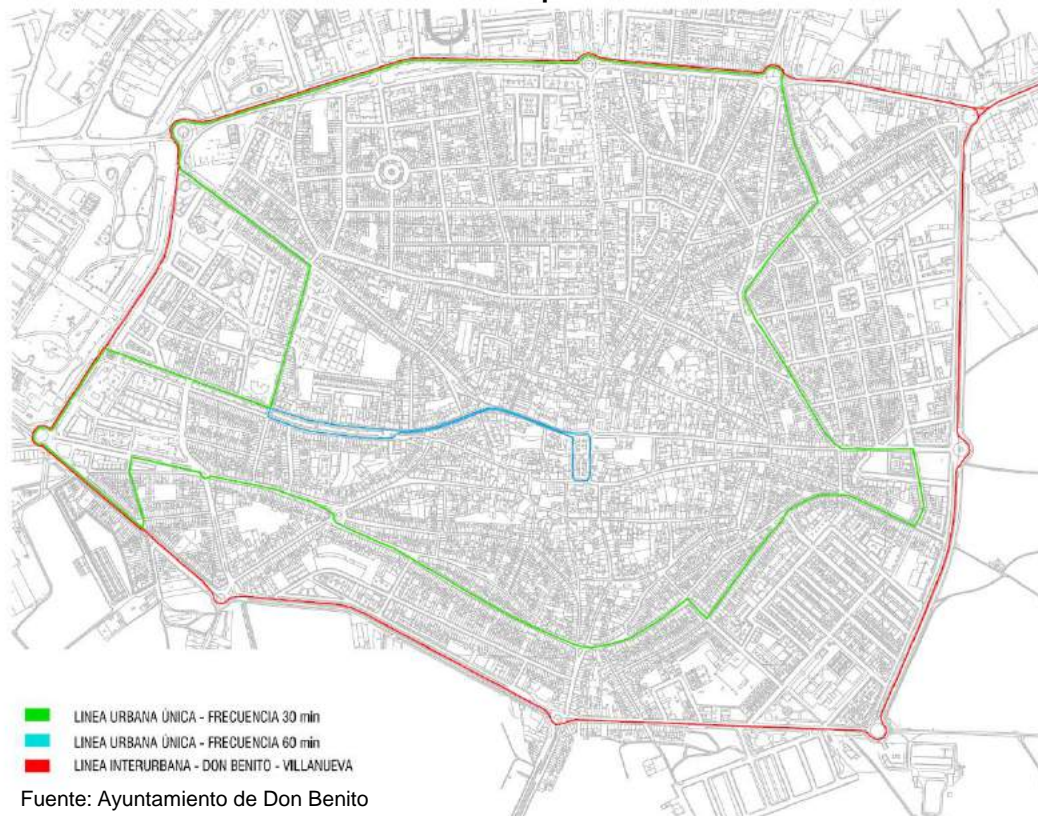 LINEA URBANA ÚNICA - FRECUENCIA 30 min
LINEA URBANA ÚNICA - FRECUENCIA 60 min
LINEA INTERURBANA - DON BENITO - VILLANUEVA
Fuente: Ayuntamiento de Don Benito